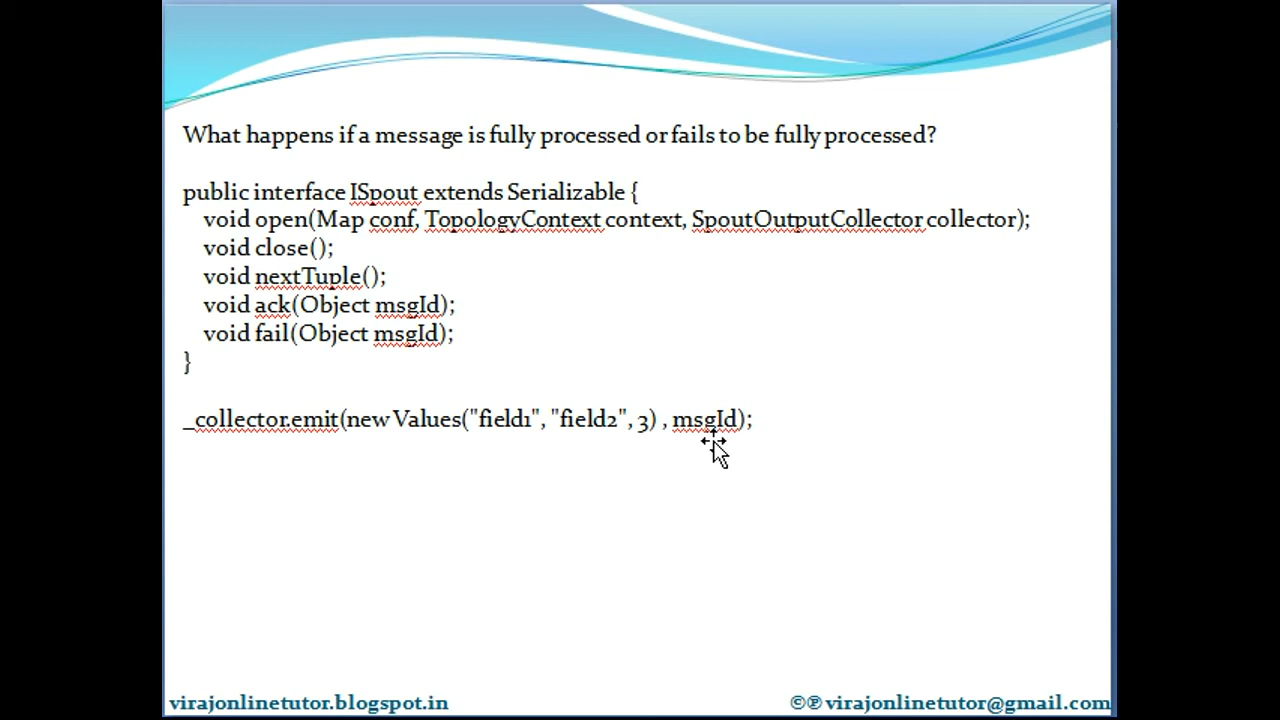 What happens if a message is fully processed or fails to be fully processed?
public interface ISpout extends Serializable {
void open(Map conf, TopologyContext context, SpoutOutputCollector collector);
void close();
void nextTuple();
void ack(Object msgId);
void fail(Object msgId);
}
_collector.emit(new Values("field1", "field2", 3) , msgId);
virajonlinetutor.blogspot.in
©℗ virajonlinetutor@gmail.com